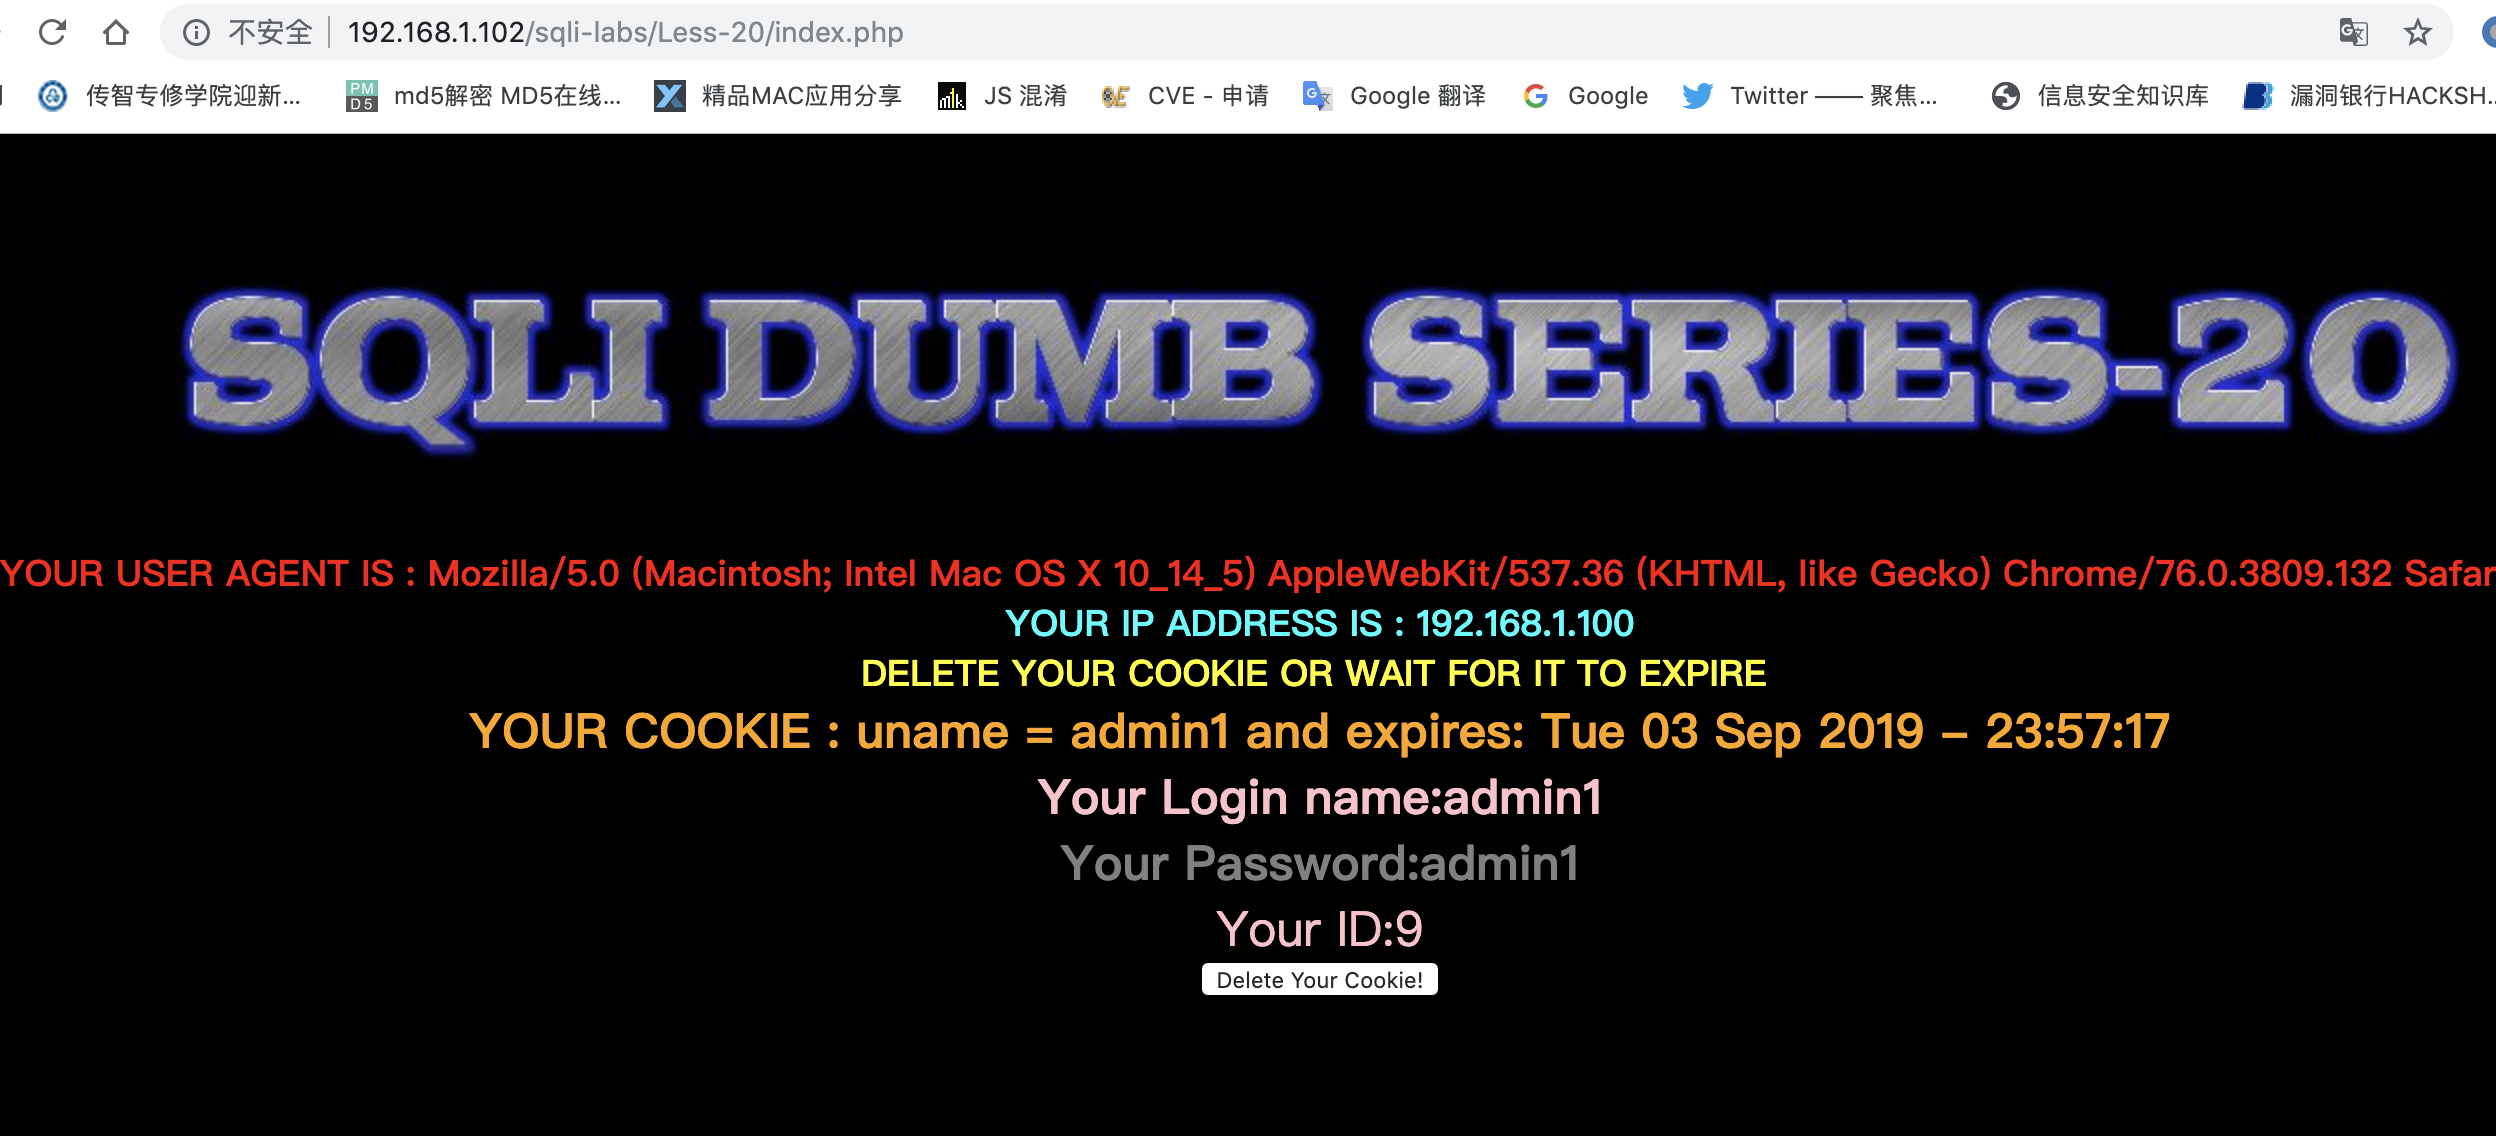 不安全 192.168.1.102/sqli-labs/Less-20/index.php
传智专修学院迎新... PM D5 md5解密 MD5在线... 精品MAC应用分享 JS 混淆 CVE - 申请 Google 翻译 Google Twitter —— 聚焦... 信息安全知识库 漏洞银行HACKSH...
SQLI DUMB SERIES-20
YOUR USER AGENT IS : Mozilla/5.0 (Macintosh; Intel Mac OS X 10_14_5) AppleWebKit/537.36 (KHTML, like Gecko) Chrome/76.0.3809.132 Safar
YOUR IP ADDRESS IS : 192.168.1.100
DELETE YOUR COOKIE OR WAIT FOR IT TO EXPIRE
YOUR COOKIE : uname = admin1 and expires: Tue 03 Sep 2019 – 23:57:17
Your Login name:admin1
Your Password:admin1
Your ID:9
Delete Your Cookie!